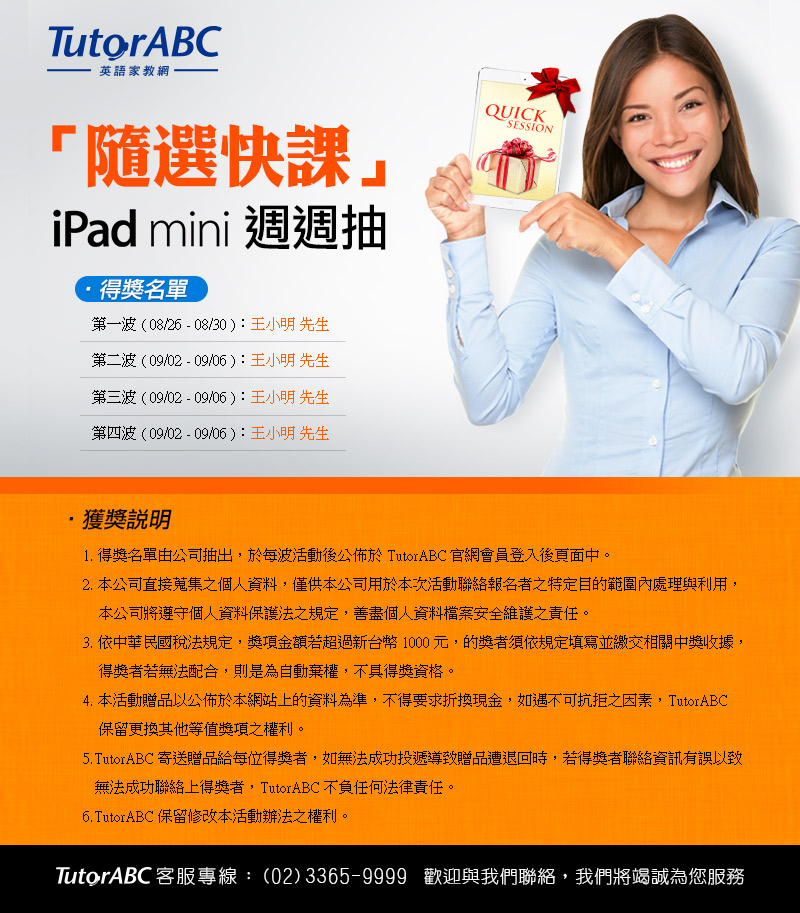 TutorABC
英語家教網
QUICK
SESSION
「隨選快課」
iPad mini 週週抽
・得獎名單
第一波 ( 08/26 - 08/30 )：王小明 先生
第二波 ( 09/02 - 09/06 )：王小明 先生
第三波 ( 09/02 - 09/06 )：王小明 先生
第四波 ( 09/02 - 09/06 )：王小明 先生
・獲獎説明
1. 得獎名單由公司抽出，於每波活動後公佈於 TutorABC 官網會員登入後頁面中。
2. 本公司直接蒐集之個人資料，僅供本公司用於本次活動聯絡報名者之特定目的範圍內處理與利用，
本公司將遵守個人資料保護法之規定，善盡個人資料檔案安全維護之責任。
3. 依中華民國稅法規定，獎項金額若超過新台幣 1000 元，的獎者須依規定填寫並繳交相關中獎收據，
得獎者若無法配合，則是為自動棄權，不具得獎資格。
4. 本活動贈品以公佈於本網站上的資料為準，不得要求折換現金，如遇不可抗拒之因素，TutorABC
保留更換其他等值獎項之權利。
5.TutorABC 寄送贈品給每位得獎者，如無法成功投遞導致贈品遭退回時，若得獎者聯絡資訊有誤以致
無法成功聯絡上得獎者，TutorABC 不負任何法律責任。
6.TutorABC 保留修改本活動辦法之權利。
TutorABC 客服專線：(02)3365-9999 歡迎與我們聯絡，我們將竭誠為您服務